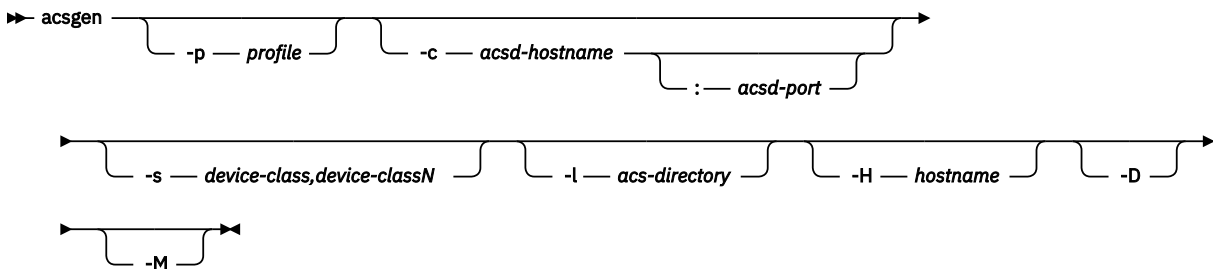 acsgen
-p profile
-c acsd-hostname
: acsd-port
-s device-class,device-classN
-l acs-directory
-H hostname
-D
-M